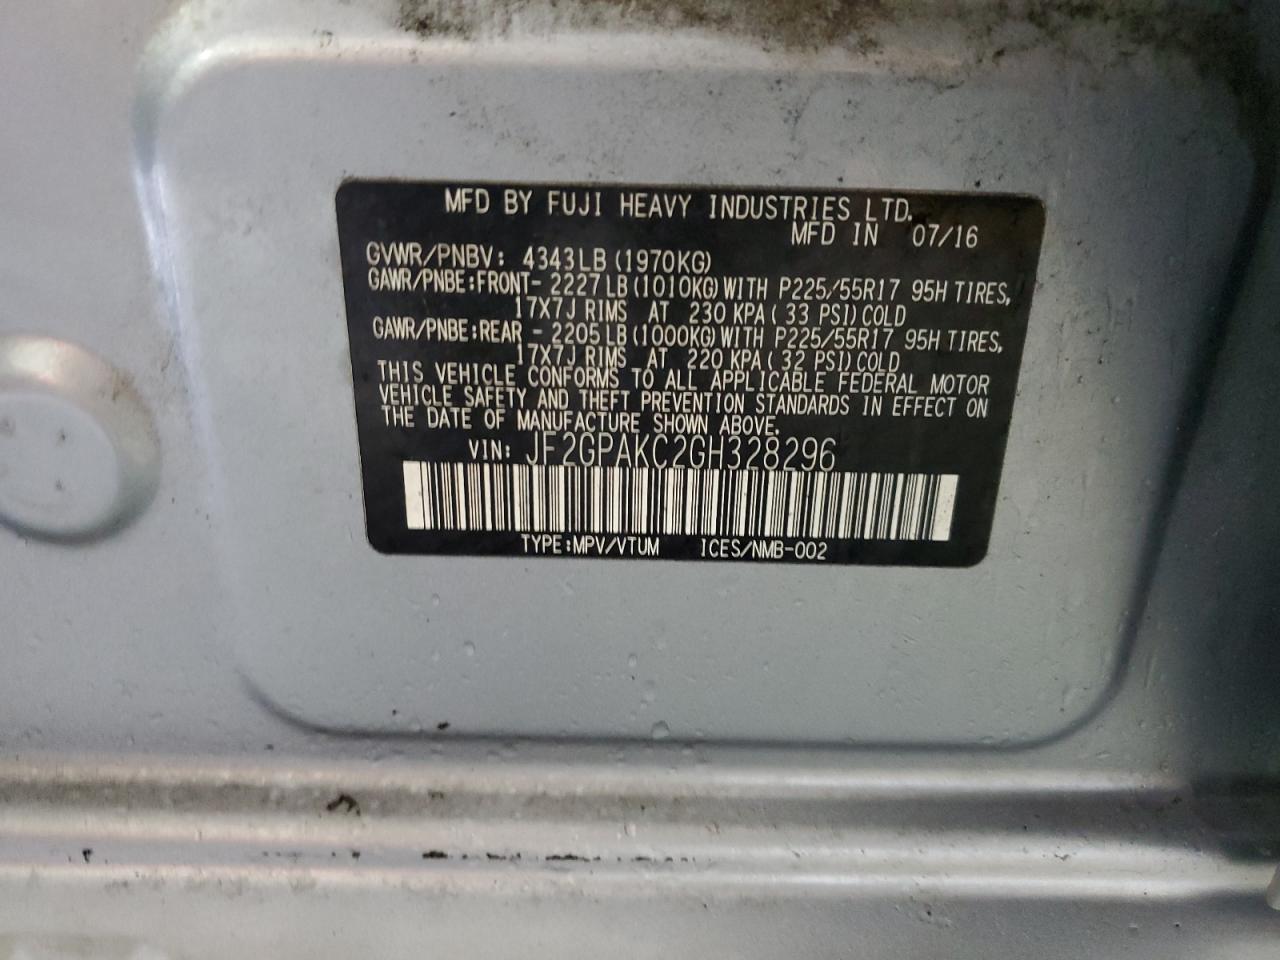 MFD BY FUJI HEAVY INDUSTRIES LTD.
MFD IN 07/16
GVWR/PNBV: 4343LB(1970KG)
GAWR/PNBE:FRONT- 2227LB(1010KG)WITH P225/55R17 95H TIRES,
17X7J RIMS AT 230 KPA( 33 PSI)COLD
GAWR/PNBE:REAR - 2205LB(1000KG)WITH P225/55R17 95H TIRES,
17X7J RIMS AT 220 KPA( 32 PSI)COLD
THIS VEHICLE CONFORMS TO ALL APPLICABLE FEDERAL MOTOR
VEHICLE SAFETY AND THEFT PREVENTION STANDARDS IN EFFECT ON
THE DATE OF MANUFACTURE SHOWN ABOVE.
VIN: JF2GPAKC2GH328296
TYPE:MPV/VTUM ICES/NMB-002